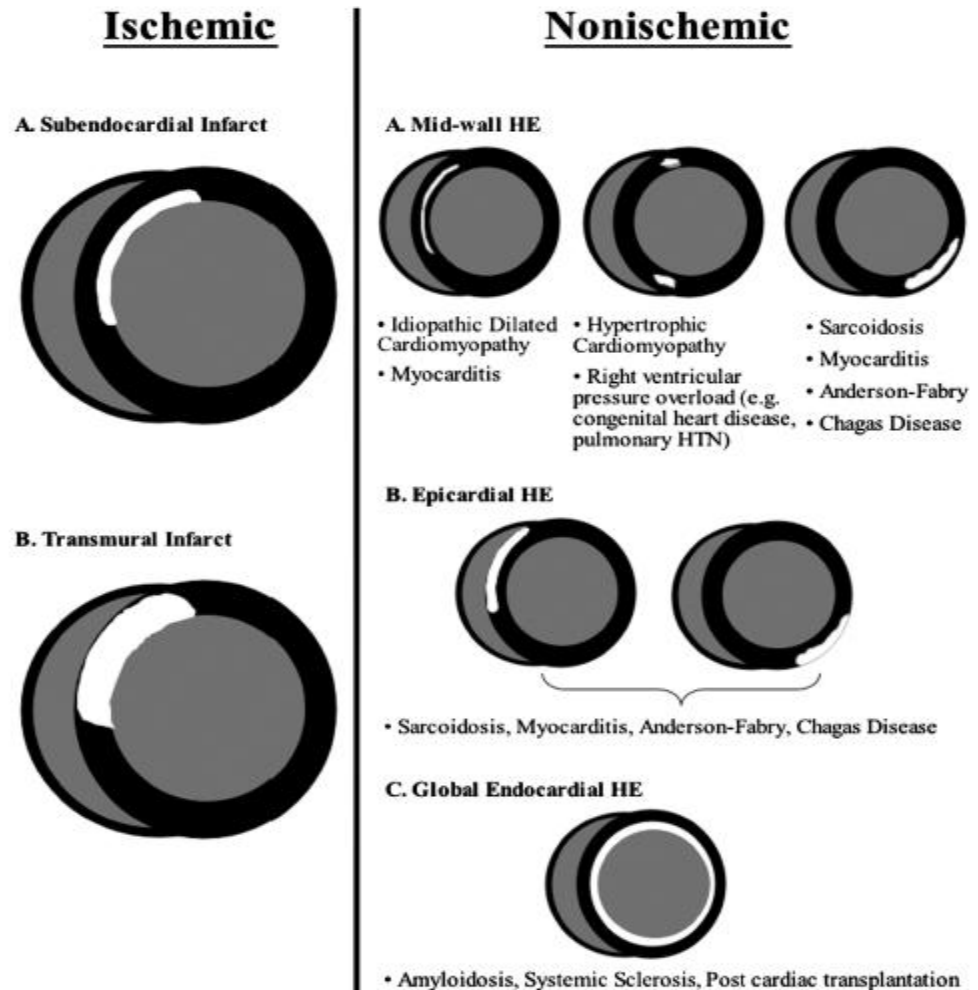 Ischemic
A. Subendocardial Infarct
B. Transmural Infarct
Nonischemic
A. Mid-wall HE
• Idiopathic Dilated
Cardiomyopathy
• Myocarditis
• Hypertrophic
Cardiomyopathy
• Right ventricular
pressure overload (e.g.
congenital heart disease,
pulmonary HTN)
• Sarcoidosis
• Myocarditis
• Anderson-Fabry
• Chagas Disease
B. Epicardial HE
• Sarcoidosis, Myocarditis, Anderson-Fabry, Chagas Disease
C. Global Endocardial HE
• Amyloidosis, Systemic Sclerosis, Post cardiac transplantation